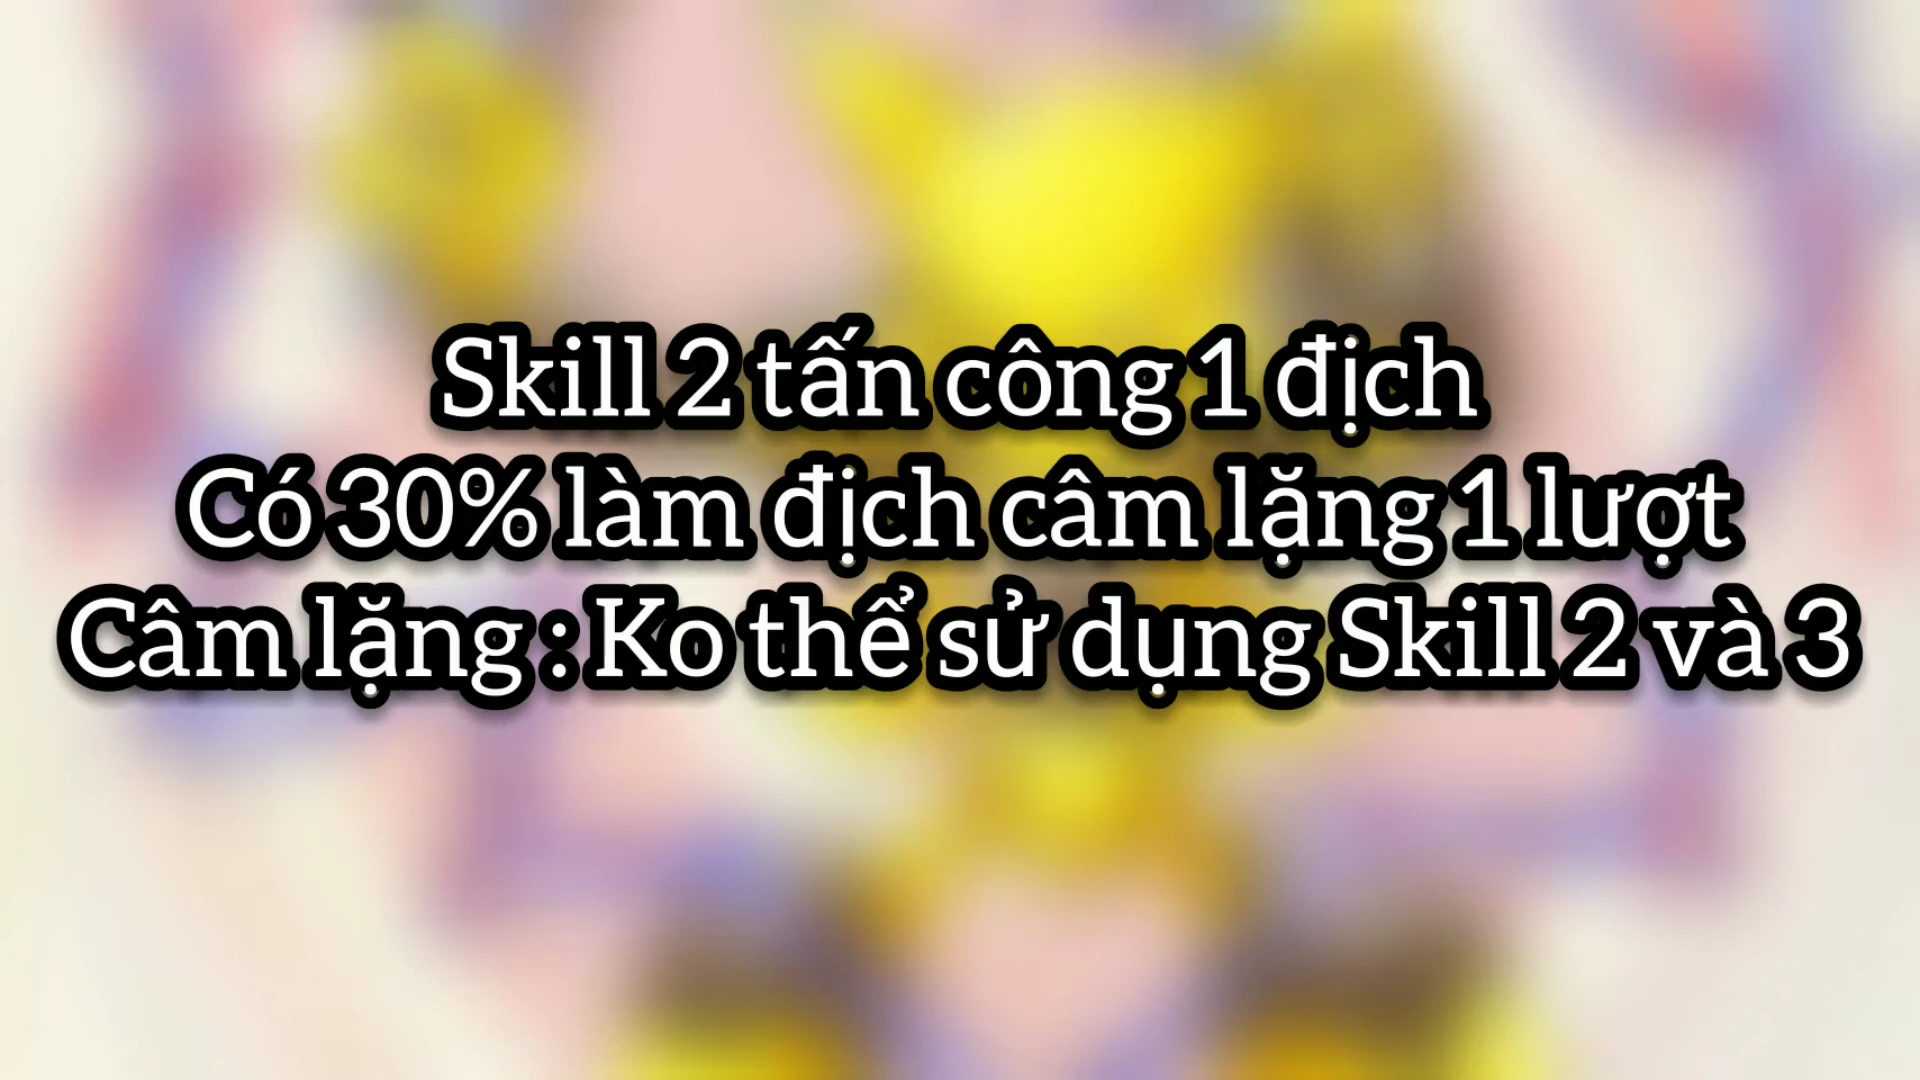 Skill 2 tấn công 1 địch
Có 30% làm địch câm lặng 1 lượt
Câm lặng : Ko thể sử dụng Skill 2 và 3